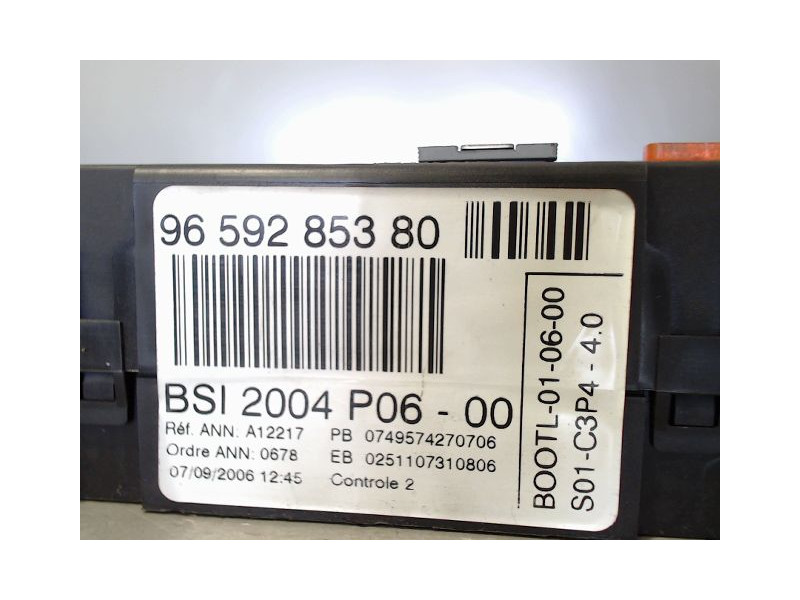 96 592 853 80
BSI 2004 P06 - 00
Réf. ANN. A12217 PB 0749574270706
Ordre ANN: 0678 EB 0251107310806
07/09/2006 12:45 Controle 2
BOOTL-01-06-00
S01-C3P4 - 4.0